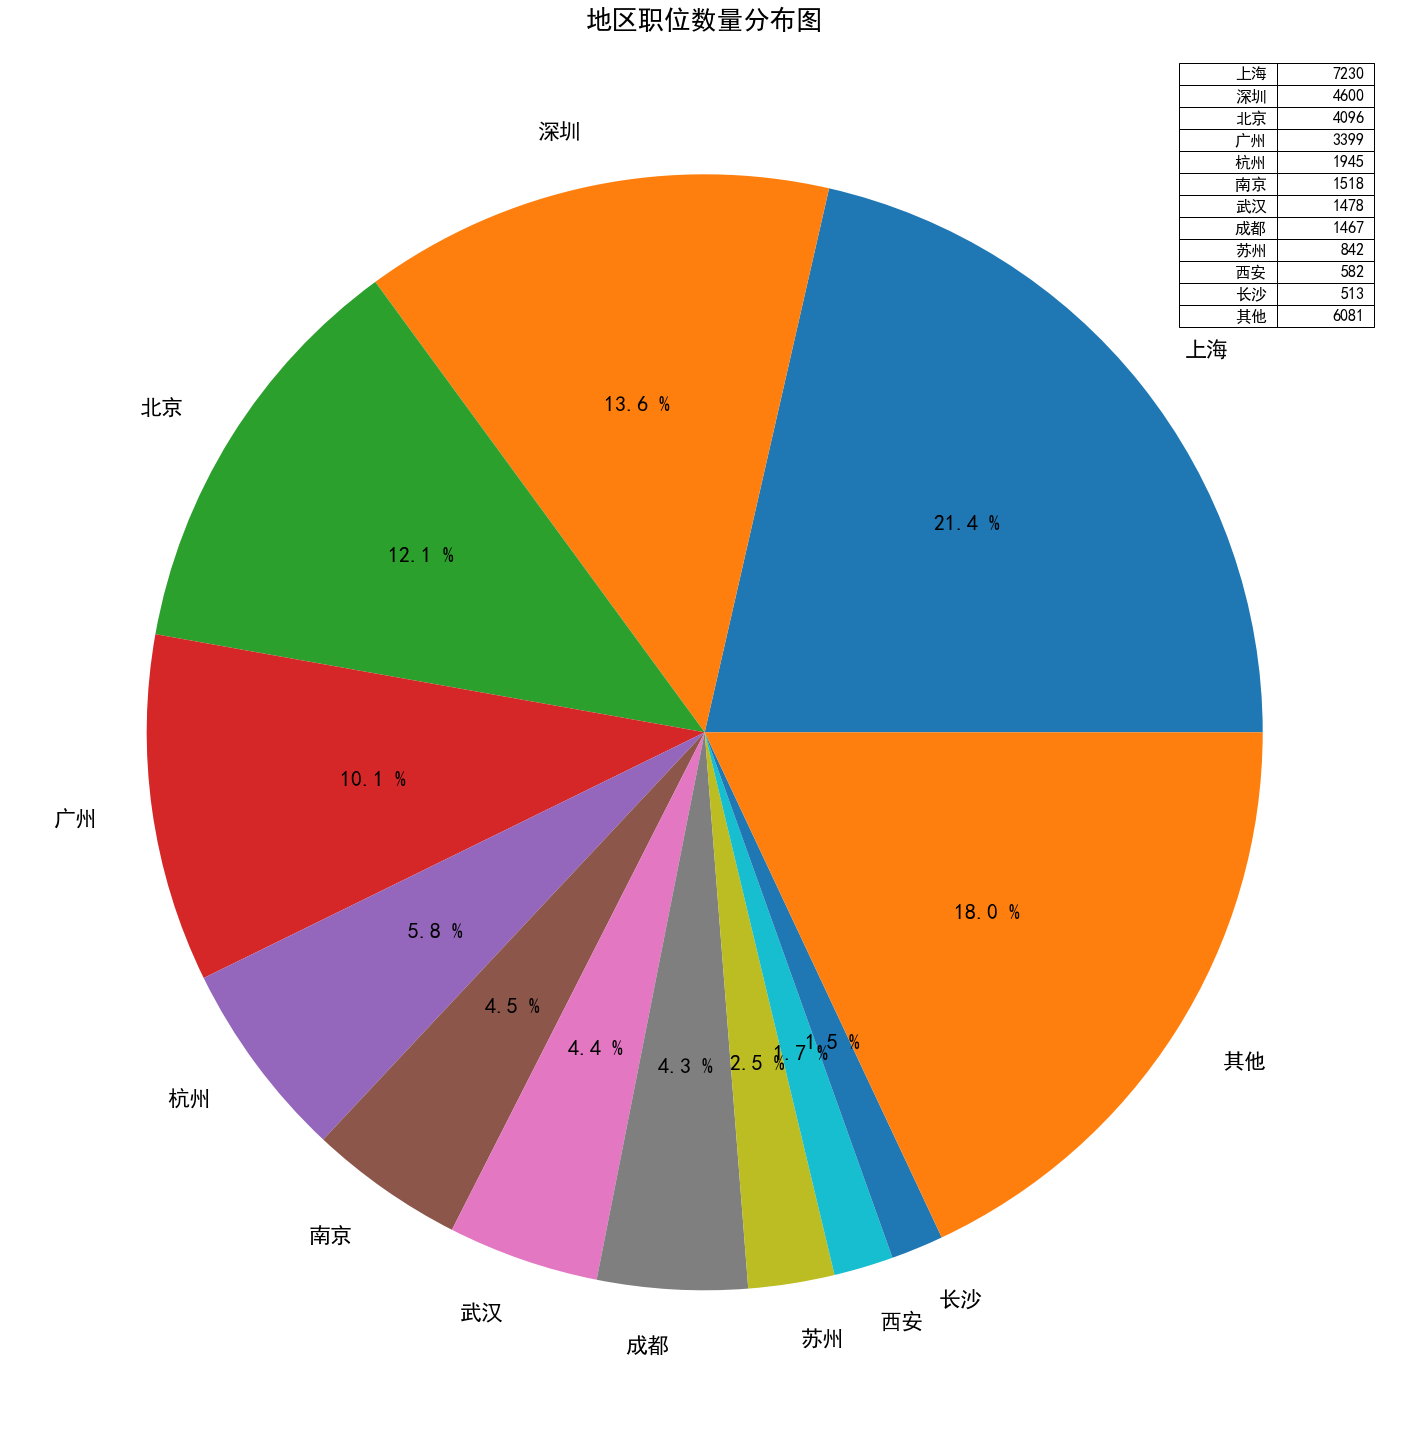 地区职位数量分布图
上海 7230
深圳 4600
北京 4096
广州 3399
杭州 1945
南京 1518
武汉 1478
成都 1467
苏州 842
西安 582
长沙 513
其他 6081
深圳
上海
北京
13.6 %
21.4 %
12.1 %
10.1 %
广州
18.0 %
5.8 %
4.5 %
1.5 %
4.4 %
1.7 %
2.5 %
4.3 %
其他
杭州
南京
长沙
武汉
西安
苏州
成都